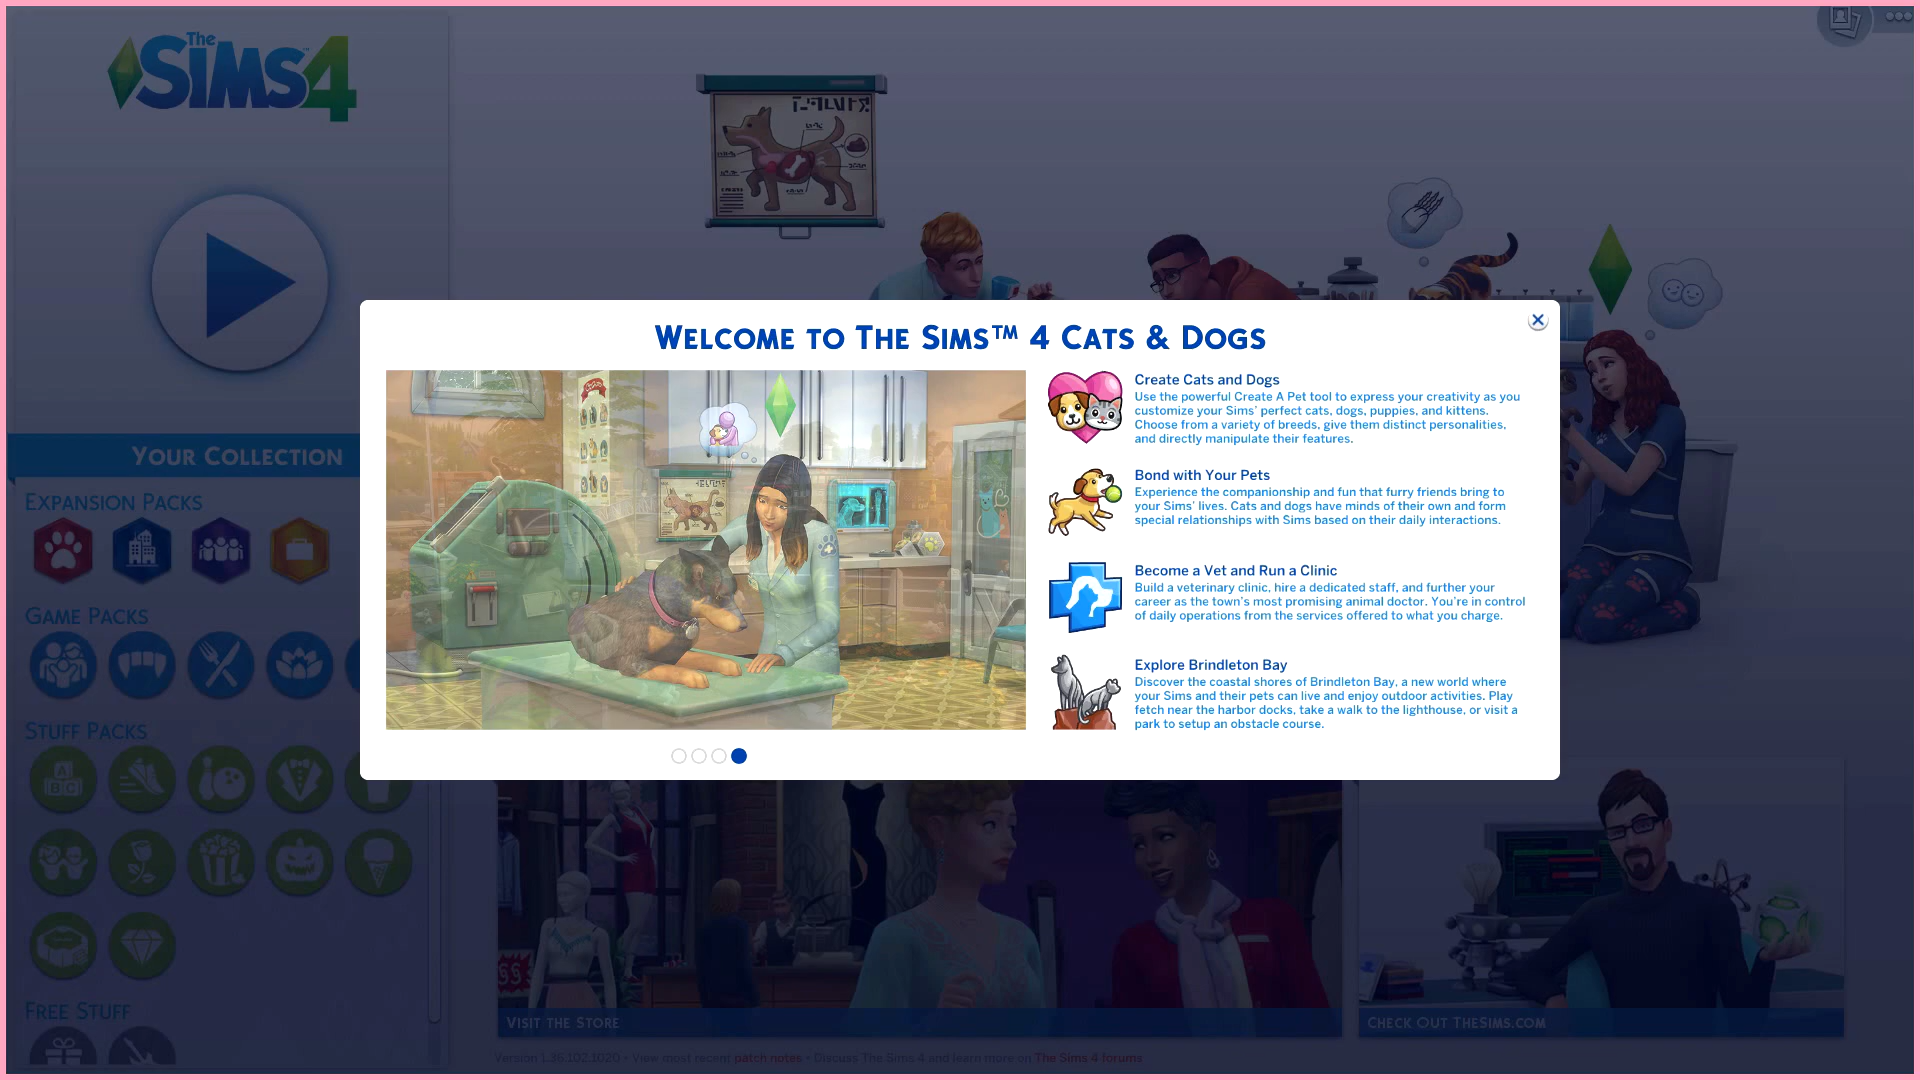 The Sims 4
Your Collection
Expansion Packs
Game Packs
Stuff Packs
ABC
Free Stuff
Welcome to The Sims™ 4 Cats & Dogs
Create Cats and Dogs
Use the powerful Create A Pet tool to express your creativity as you
customize your Sims' perfect cats, dogs, puppies, and kittens.
Choose from a variety of breeds, give them distinct personalities,
and directly manipulate their features.
Bond with Your Pets
Experience the companionship and fun that furry friends bring to
your Sims' lives. Cats and dogs have minds of their own and form
special relationships with Sims based on their daily interactions.
Become a Vet and Run a Clinic
Build a veterinary clinic, hire a dedicated staff, and further your
career as the town's most promising animal doctor. You're in control
of daily operations from the services offered to what you charge.
Explore Brindleton Bay
Discover the coastal shores of Brindleton Bay, a new world where
your Sims and their pets can live and enjoy outdoor activities. Play
fetch near the harbor docks, take a walk to the lighthouse, or visit a
park to setup an obstacle course.
§§
Visit the Store
Check Out TheSims.com
Version 1.36.102.1020 • View most recent patch notes • Discuss The Sims 4 and learn more on The Sims 4 forums